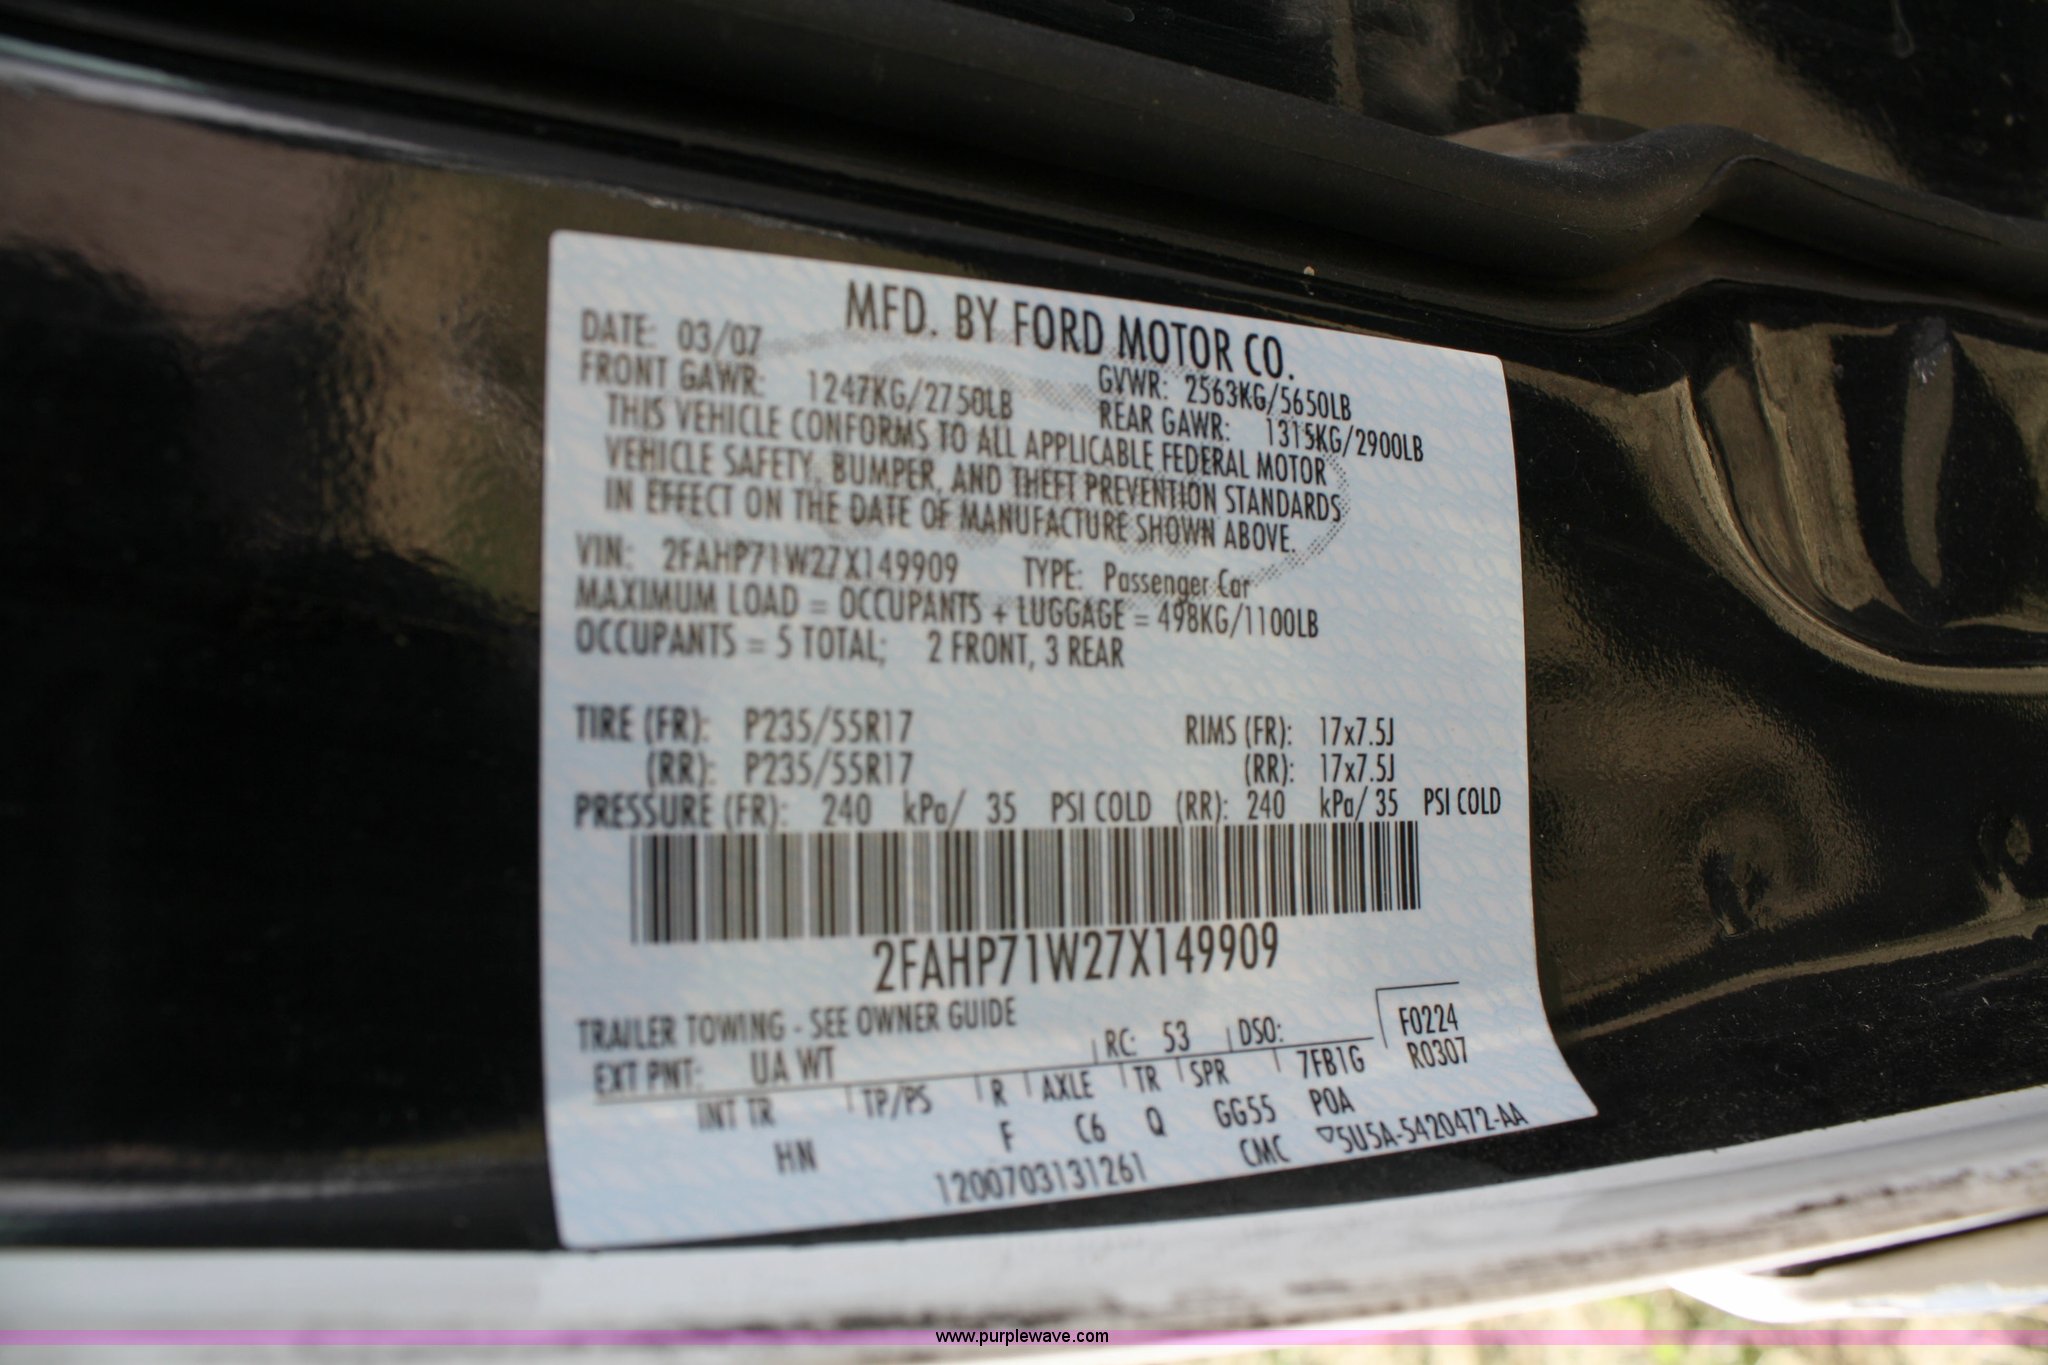 MFD. BY FORD MOTOR CO.
DATE: 03/07 GVWR: 2563KG/5650LB
FRONT GAWR: 1247KG/2750LB REAR GAWR: 1315KG/2900LB
THIS VEHICLE CONFORMS TO ALL APPLICABLE FEDERAL MOTOR
VEHICLE SAFETY, BUMPER, AND THEFT PREVENTION STANDARDS
IN EFFECT ON THE DATE OF MANUFACTURE SHOWN ABOVE.
VIN: 2FAHP71W27X149909 TYPE: Passenger Car
MAXIMUM LOAD = OCCUPANTS + LUGGAGE = 498KG/1100LB
OCCUPANTS = 5 TOTAL; 2 FRONT, 3 REAR
TIRE (FR): P235/55R17 RIMS (FR): 17x7.5J
(RR): P235/55R17 (RR): 17x7.5J
PRESSURE (FR): 240 kPa/ 35 PSI COLD (RR): 240 kPa/ 35 PSI COLD
2FAHP71W27X149909
TRAILER TOWING - SEE OWNER GUIDE F0224
EXT PNT: UA WT RC: 53 DSO: R0307
INT TR TP/PS R AXLE TR SPR 7FB1G
HN F C6 Q GG55 POA
1200703131261 CMC ▽5U5A-5420472-AA
www.purplewave.com